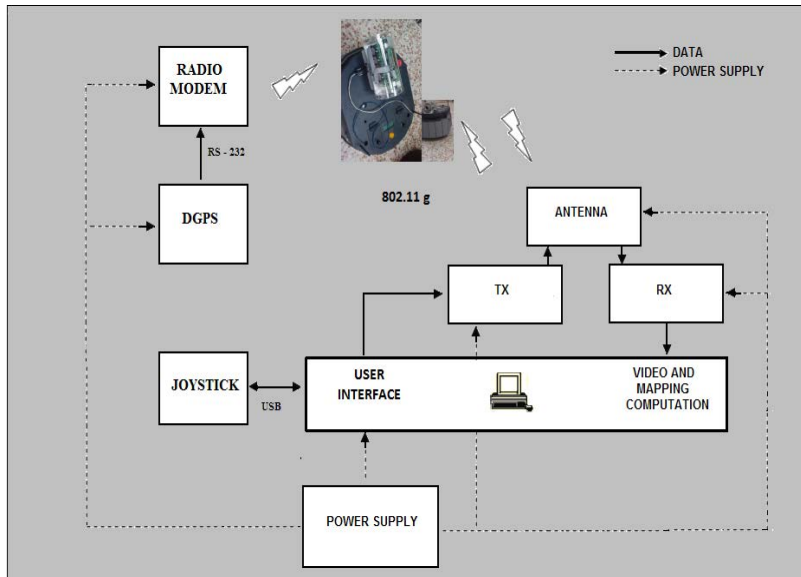 RADIO
MODEM
DATA
POWER SUPPLY
RS - 232
802.11 g
DGPS
ANTENNA
TX
RX
JOYSTICK
USB
USER
INTERFACE
VIDEO AND
MAPPING
COMPUTATION
POWER SUPPLY